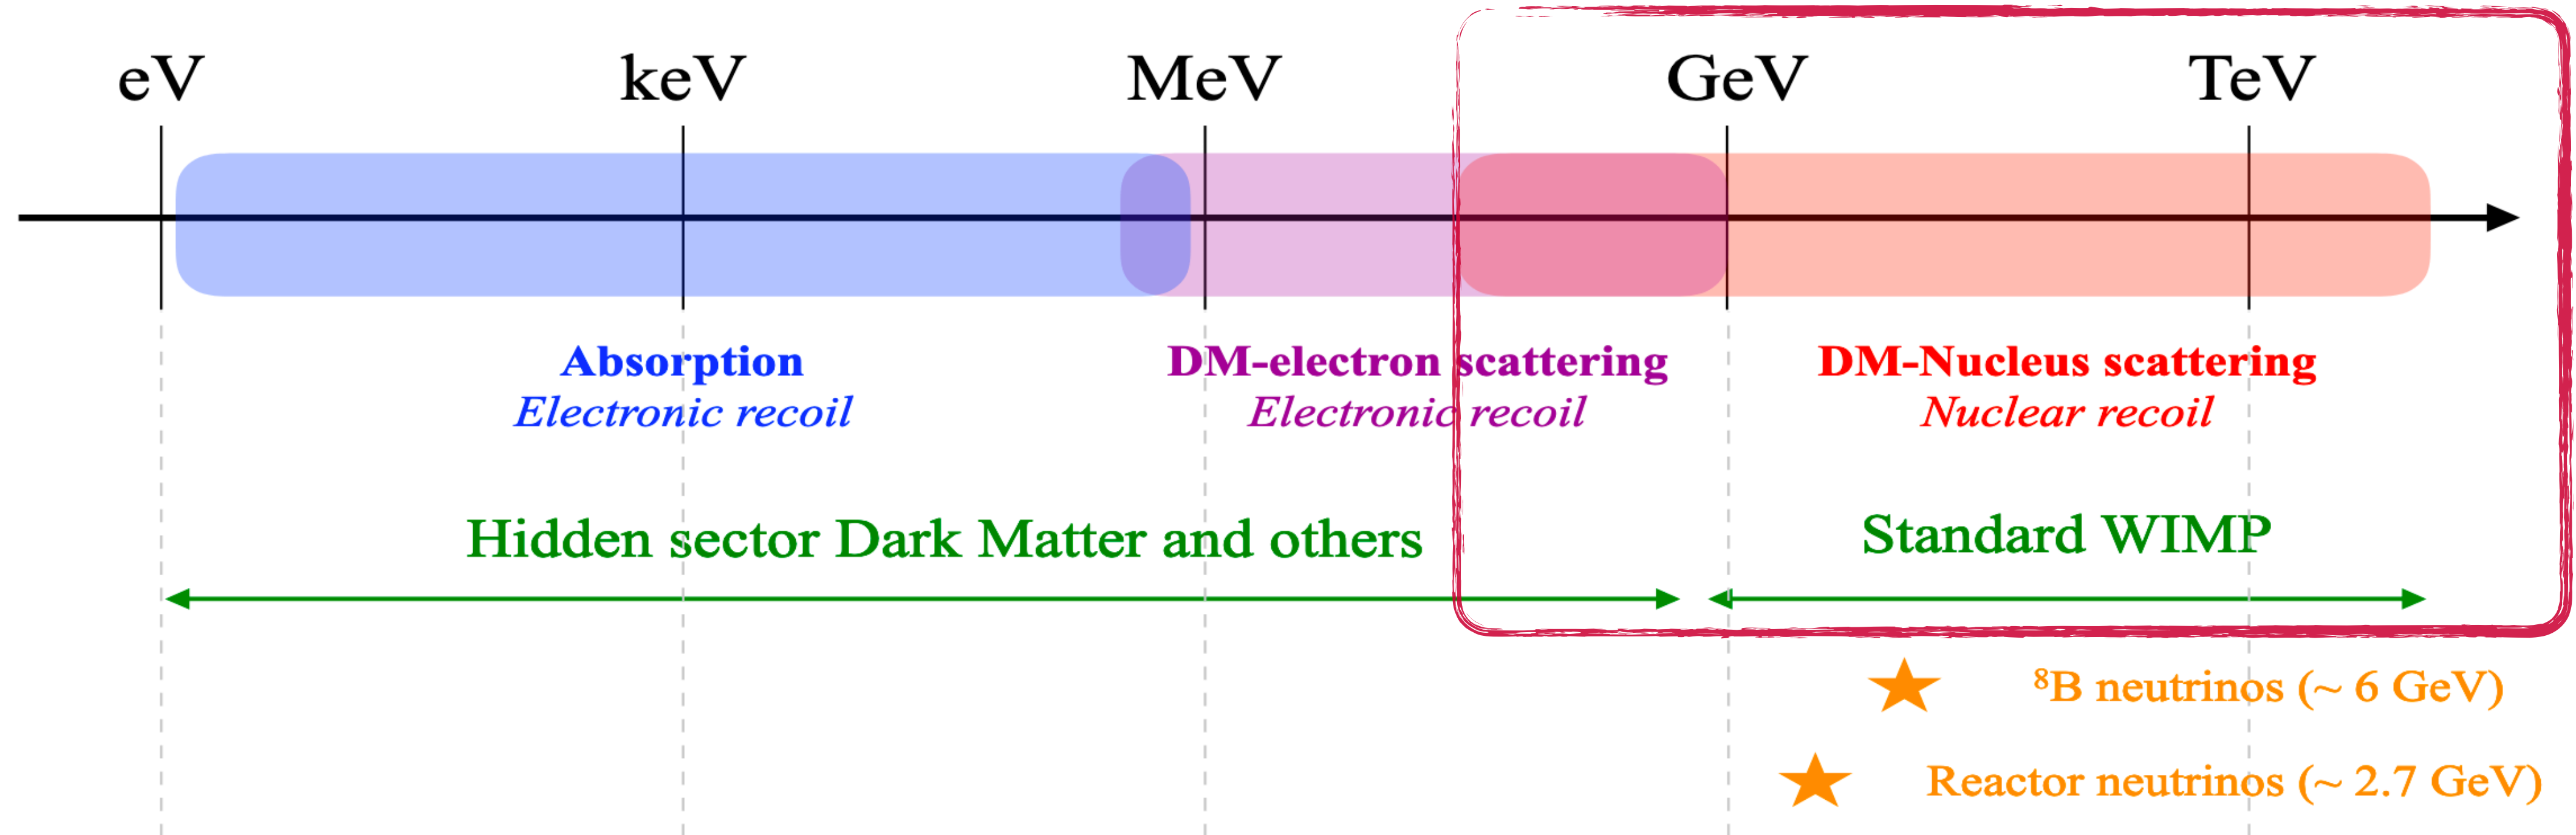 eV keV MeV GeV TeV
Absorption
Electronic recoil
DM-electron scattering
Electronic recoil
DM-Nucleus scattering
Nuclear recoil
Hidden sector Dark Matter and others
Standard WIMP
⁸B neutrinos (~ 6 GeV)
Reactor neutrinos (~ 2.7 GeV)